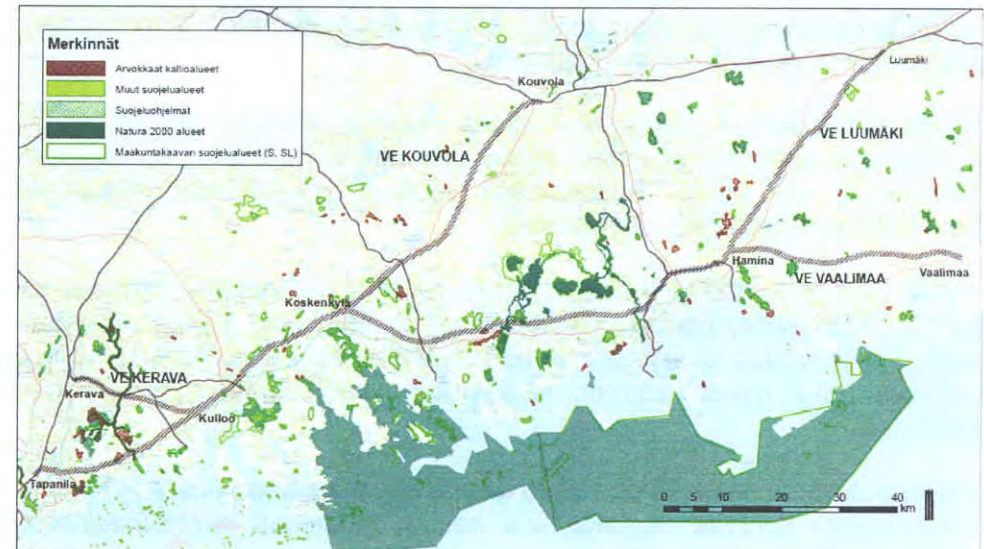 Merkinnät
Arvokkaat kallioalueet
Muut suojelualueet
Suojeluohjelmat
Natura 2000 alueet
Maakuntakaavan suojelualueet (S, SL)
Luumäki
Kouvola
VE LUUMÄKI
VE KOUVOLA
Hamina
Vaalimaa
VE VAALIMAA
Koskenkylä
VE KERAVA
Kerava
Kulloo
Tapanila
0 5 10 20 30 40
km